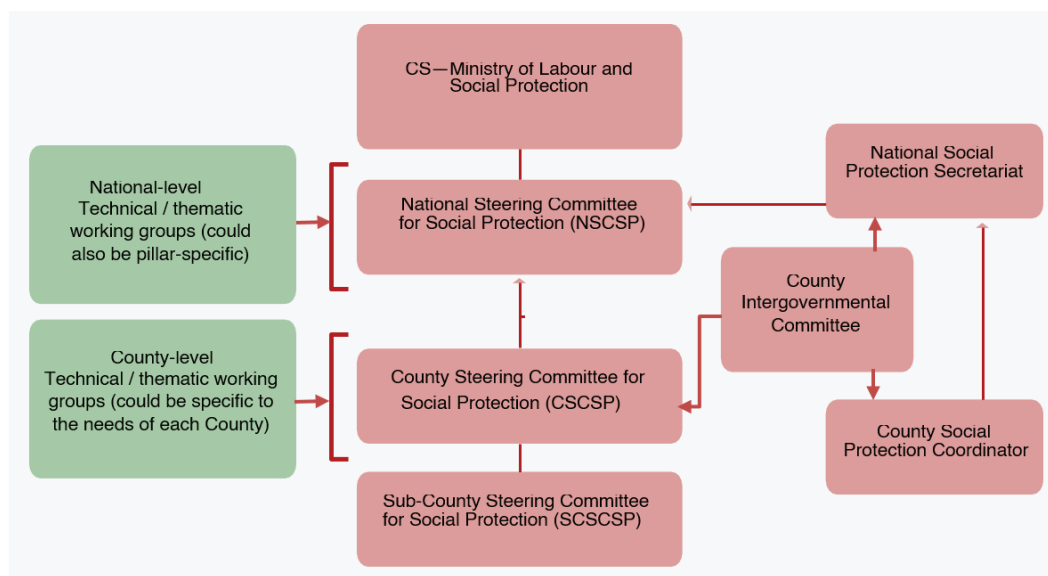 CS—Ministry of Labour and
Social Protection
National Social
Protection Secretariat
National-level
Technical / thematic
working groups (could
also be pillar-specific)
National Steering Committee
for Social Protection (NSCSP)
County
Intergovernmental
Committee
County-level
Technical / thematic working
groups (could be specific to
the needs of each County)
County Steering Committee for
Social Protection (CSCSP)
County Social
Protection Coordinator
Sub-County Steering Committee
for Social Protection (SCSCSP)